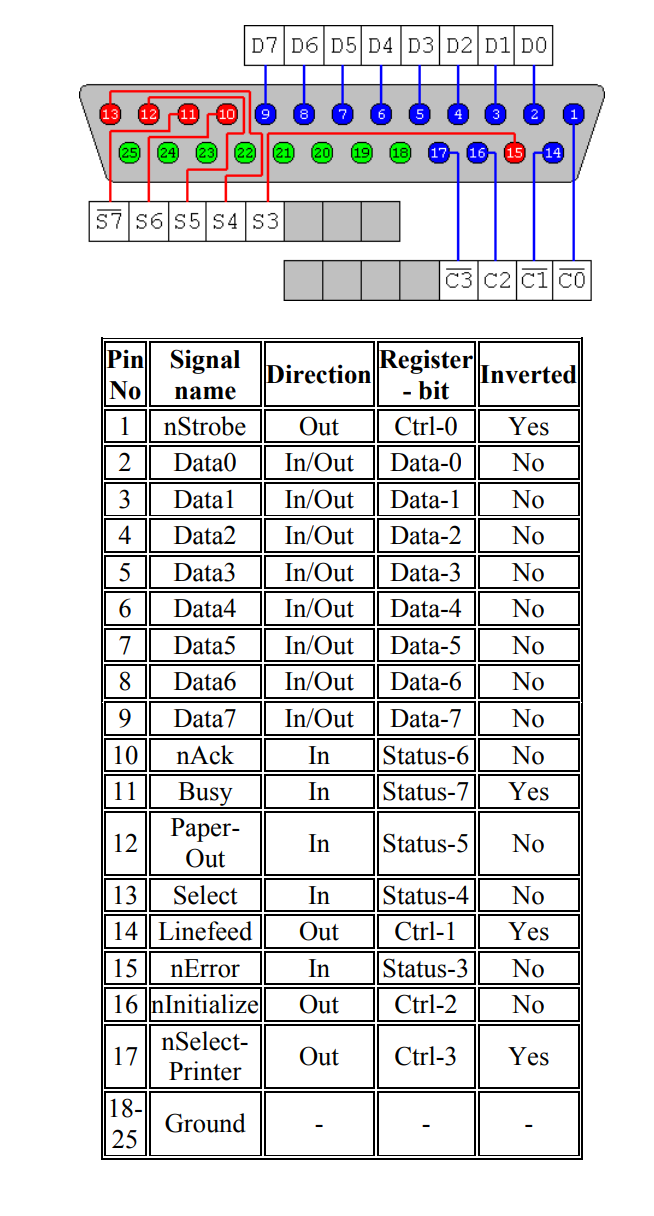 D7 D6 D5 D4 D3 D2 D1 D0
13 12 11 10 9 8 7 6 5 4 3 2 1
25 24 23 22 21 20 19 18 17 16 15 14
S7 S6 S5 S4 S3
C3 C2 C1 C0
Pin No Signal name Direction Register - bit Inverted
1 nStrobe Out Ctrl-0 Yes
2 Data0 In/Out Data-0 No
3 Data1 In/Out Data-1 No
4 Data2 In/Out Data-2 No
5 Data3 In/Out Data-3 No
6 Data4 In/Out Data-4 No
7 Data5 In/Out Data-5 No
8 Data6 In/Out Data-6 No
9 Data7 In/Out Data-7 No
10 nAck In Status-6 No
11 Busy In Status-7 Yes
12 Paper-Out In Status-5 No
13 Select In Status-4 No
14 Linefeed Out Ctrl-1 Yes
15 nError In Status-3 No
16 nInitialize Out Ctrl-2 No
17 nSelect-Printer Out Ctrl-3 Yes
18-25 Ground - - -